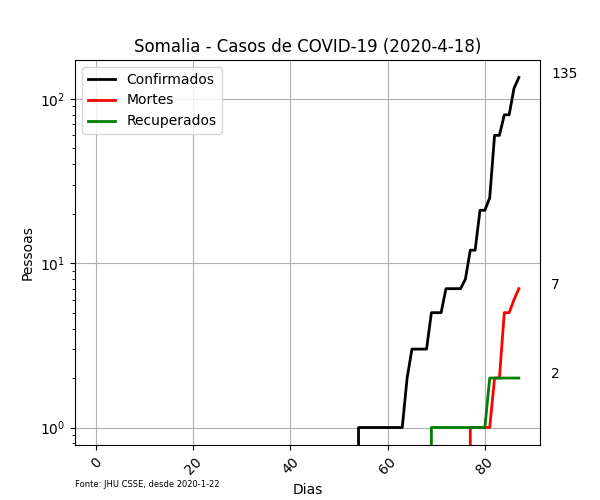 Somalia - Casos de COVID-19 (2020-4-18)
Confirmados
Mortes
Recuperados
135
7
2
10²
10¹
10⁰
Pessoas
0
20
40
60
80
Dias
Fonte: JHU CSSE, desde 2020-1-22